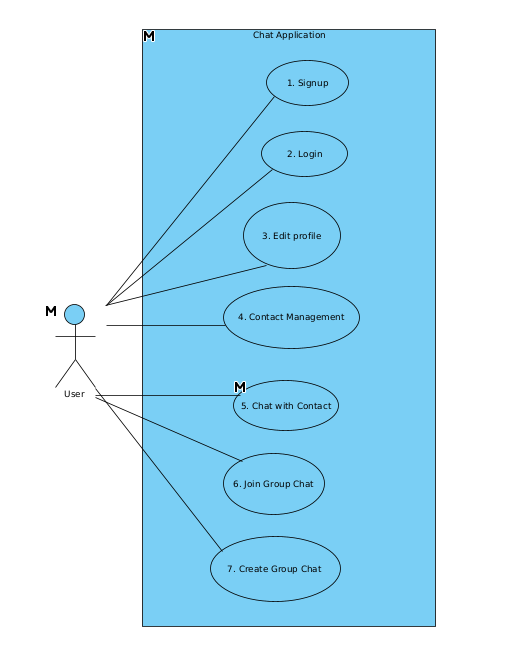 M
Chat Application
1. Signup
2. Login
3. Edit profile
M
4. Contact Management
User
M
5. Chat with Contact
6. Join Group Chat
7. Create Group Chat